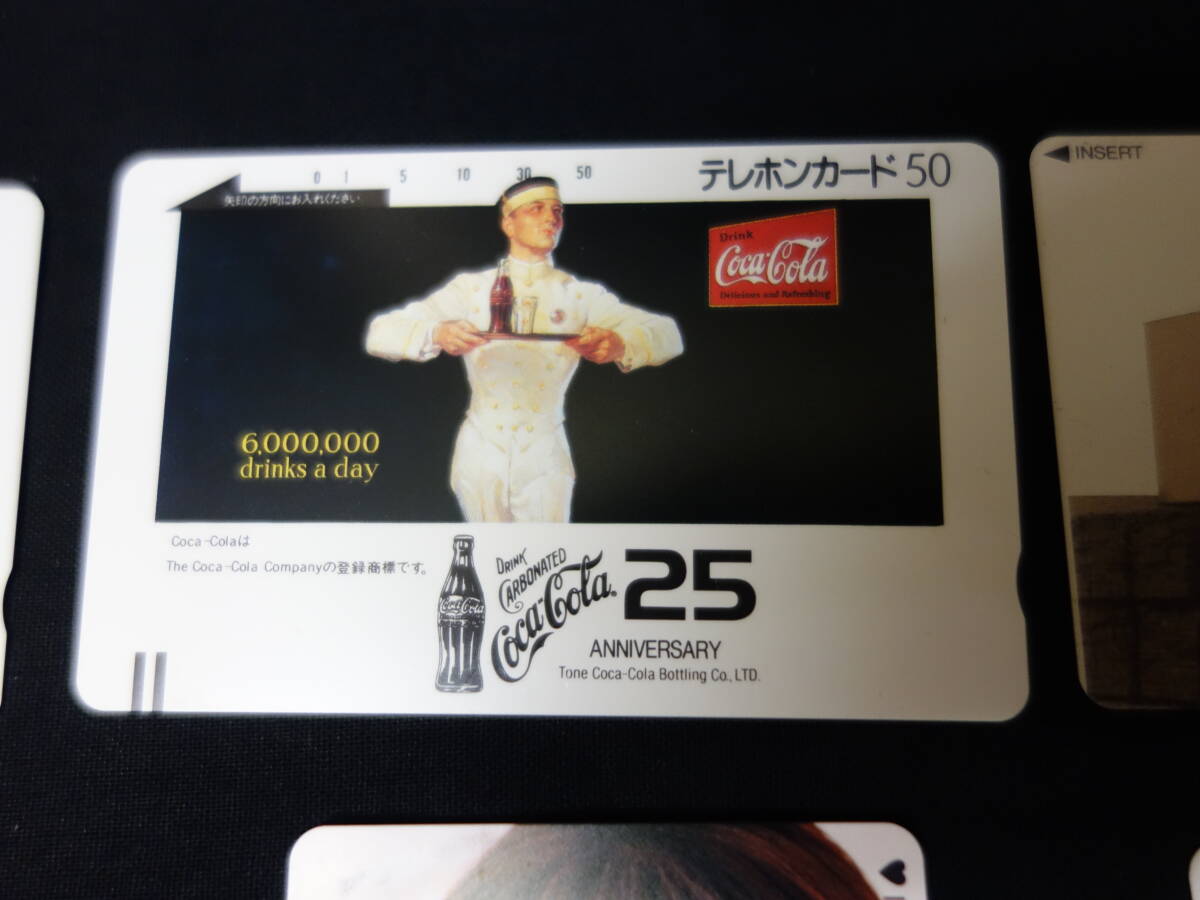 0 1 5 10 30 50
テレホンカード50
矢印の方向にお入れください
Drink
Coca-Cola
Delicious and Refreshing
6,000,000
drinks a day
Coca-Colaは
The Coca-Cola Companyの登録商標です。
Coca-Cola
DRINK
CARBONATED
Coca-Cola®
25
ANNIVERSARY
Tone Coca-Cola Bottling Co., LTD.
INSERT